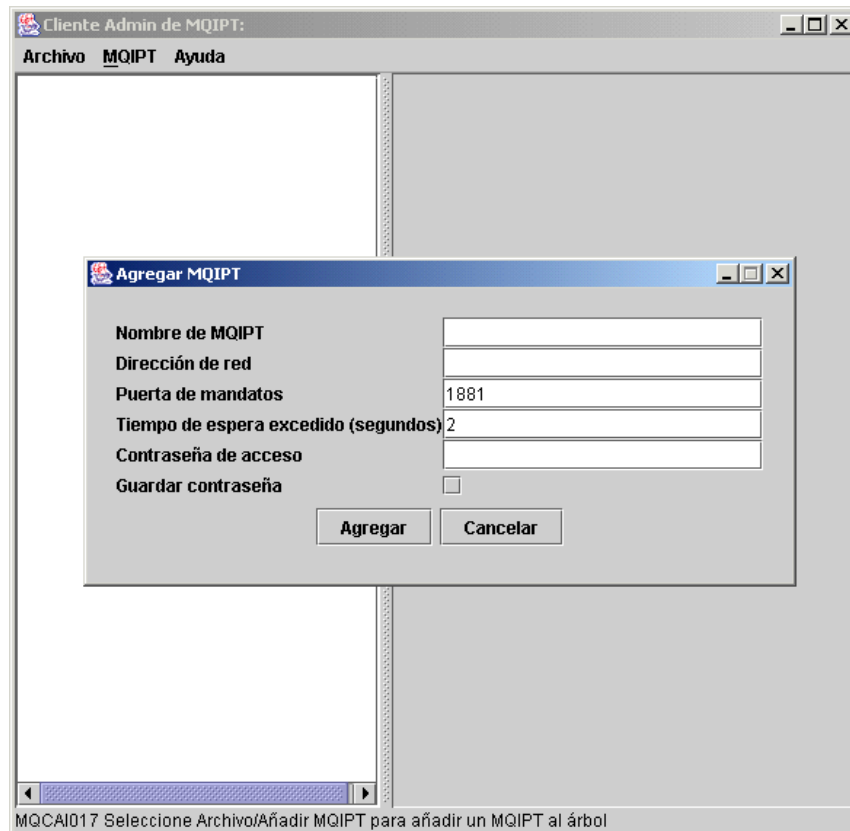 Cliente Admin de MQIPT:
Archivo MQIPT Ayuda
Agregar MQIPT
Nombre de MQIPT
Dirección de red
Puerta de mandatos 1881
Tiempo de espera excedido (segundos) 2
Contraseña de acceso
Guardar contraseña
Agregar Cancelar
MQCAI017 Seleccione Archivo/Añadir MQIPT para añadir un MQIPT al árbol